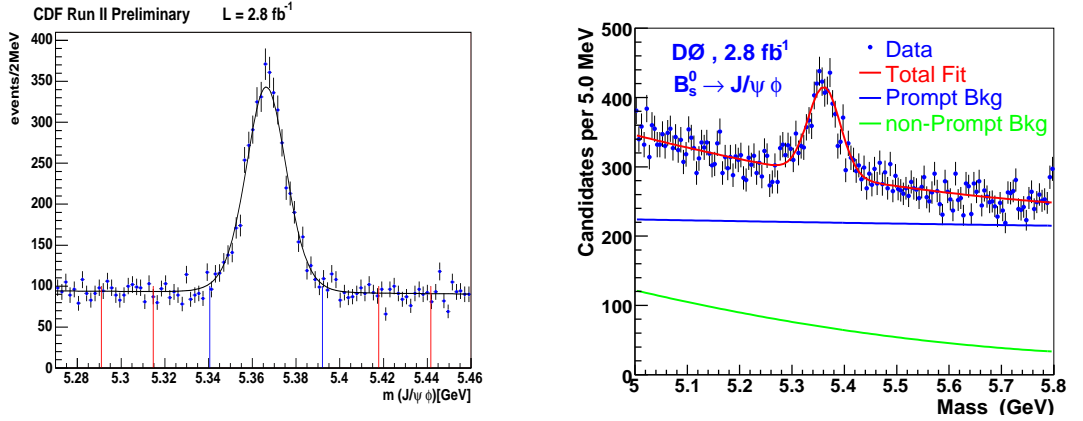 CDF Run II Preliminary L = 2.8 fb⁻¹
events/2MeV
400
350
300
250
200
150
100
50
0
5.28 5.3 5.32 5.34 5.36 5.38 5.4 5.42 5.44 5.46
m (J/ψ φ)[GeV]
DØ , 2.8 fb⁻¹
B⁰ₛ → J/ψ φ
Data
Total Fit
Prompt Bkg
non-Prompt Bkg
Candidates per 5.0 MeV
500
400
300
200
100
0
5 5.1 5.2 5.3 5.4 5.5 5.6 5.7 5.8
Mass (GeV)